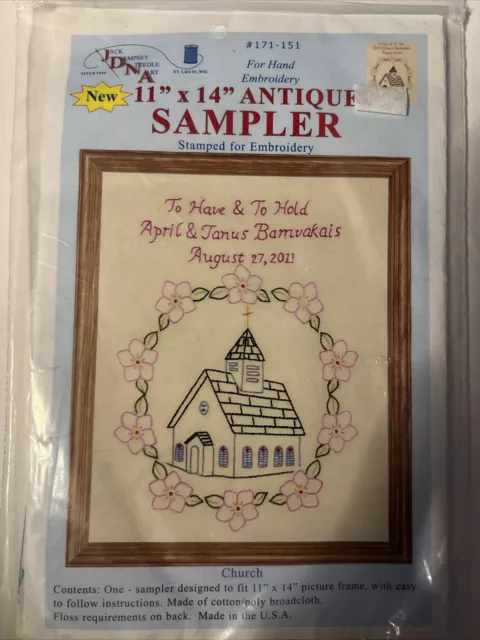 JACK DEMPSEY NEEDLE ART
JDNA
SINCE 1948
ST. LOUIS, MO.
#171-151
For Hand
Embroidery
New
11” x 14” ANTIQUE
SAMPLER
Stamped for Embroidery
To Have & To Hold
April & Janus Bamvakais
August 27, 2011
Church
Contents: One - sampler designed to fit 11” x 14” picture frame, with easy
to follow instructions. Made of cotton/poly broadcloth.
Floss requirements on back. Made in U.S.A.